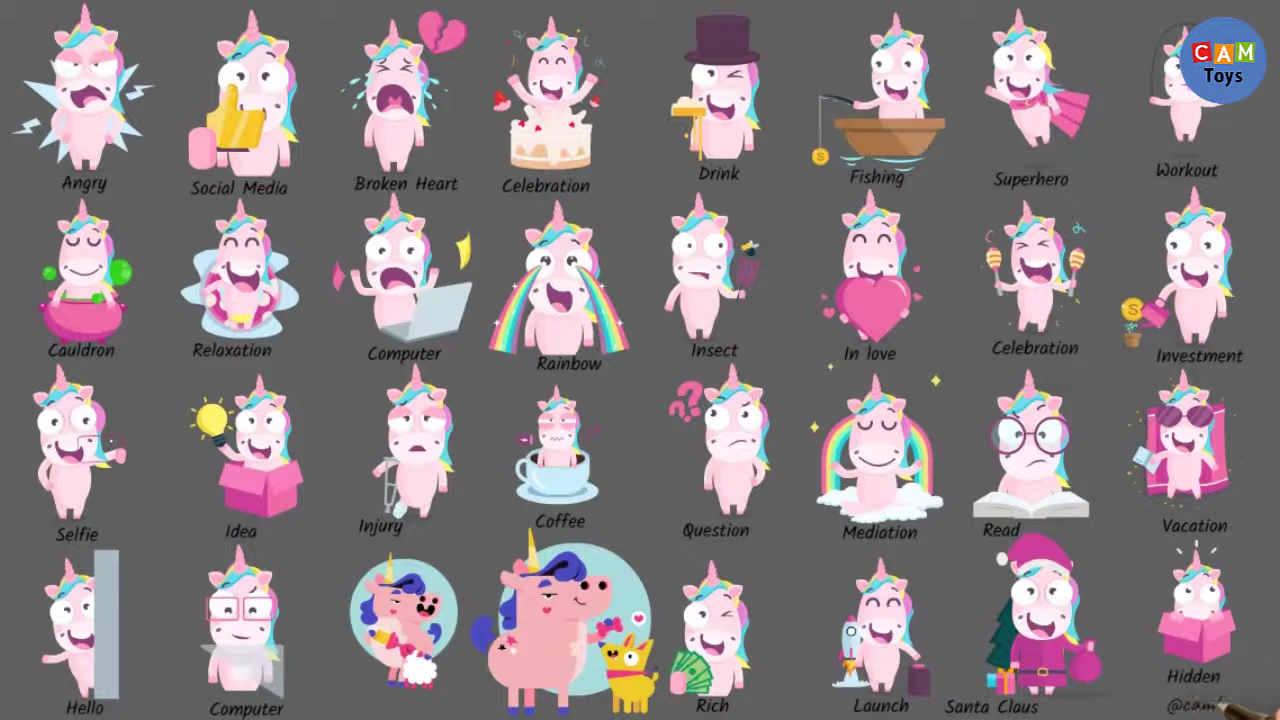 CAM
Toys
Angry
Social Media
Broken Heart
Celebration
Drink
Fishing
Superhero
Workout
Cauldron
Relaxation
Computer
Rainbow
Insect
In love
Celebration
Investment
Selfie
Idea
Injury
Coffee
Question
Mediation
Read
Vacation
Hello
Computer
Rich
Launch
Santa Claus
Hidden